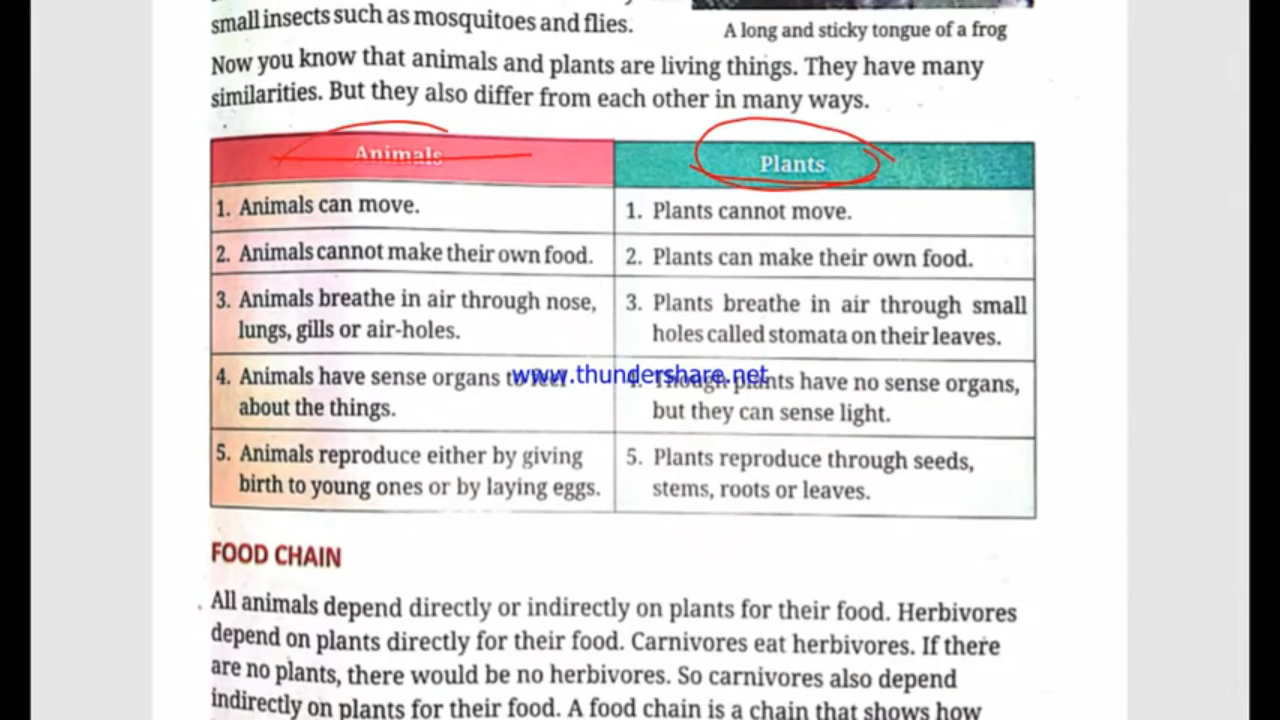 small insects such as mosquitoes and flies.
A long and sticky tongue of a frog
Now you know that animals and plants are living things. They have many
similarities. But they also differ from each other in many ways.
Animals
Plants
1. Animals can move.
1. Plants cannot move.
2. Animals cannot make their own food.
2. Plants can make their own food.
3. Animals breathe in air through nose,
lungs, gills or air-holes.
3. Plants breathe in air through small
holes called stomata on their leaves.
4. Animals have sense organs to feel
about the things.
www.thundershare.net
4. Though plants have no sense organs,
but they can sense light.
5. Animals reproduce either by giving
birth to young ones or by laying eggs.
5. Plants reproduce through seeds,
stems, roots or leaves.
FOOD CHAIN
All animals depend directly or indirectly on plants for their food. Herbivores
depend on plants directly for their food. Carnivores eat herbivores. If there
are no plants, there would be no herbivores. So carnivores also depend
indirectly on plants for their food. A food chain is a chain that shows how